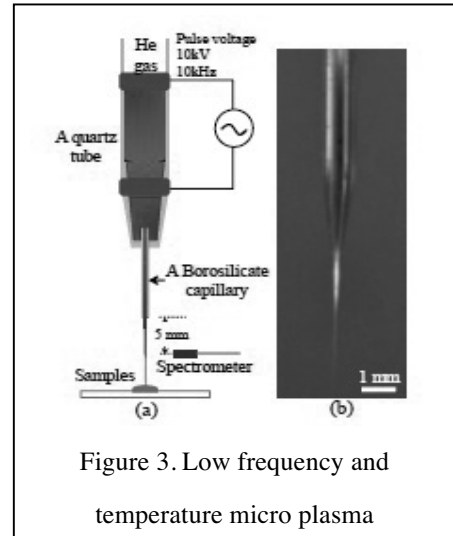 He
gas
Pulse voltage
10kV
10kHz
A quartz
tube
A Borosilicate
capillary
5 mm
Spectrometer
Samples
(a)
1 mm
(b)
Figure 3. Low frequency and
temperature micro plasma